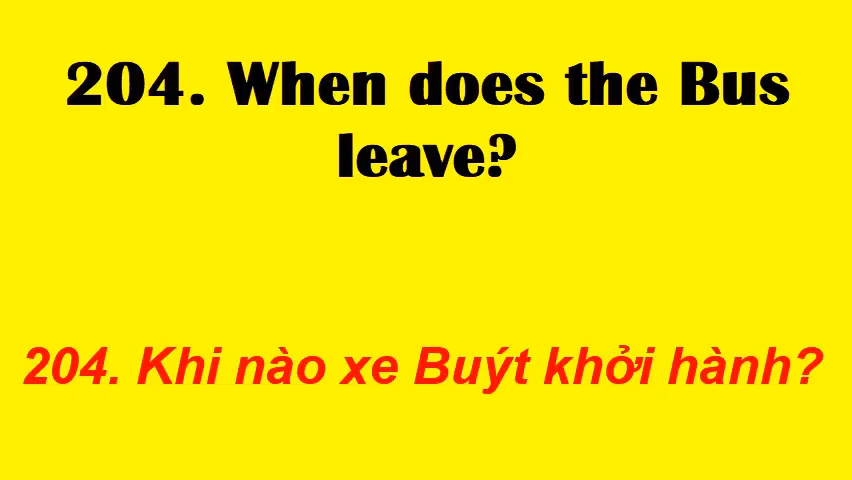 204. When does the Bus
leave?
204. Khi nào xe Buýt khởi hành?